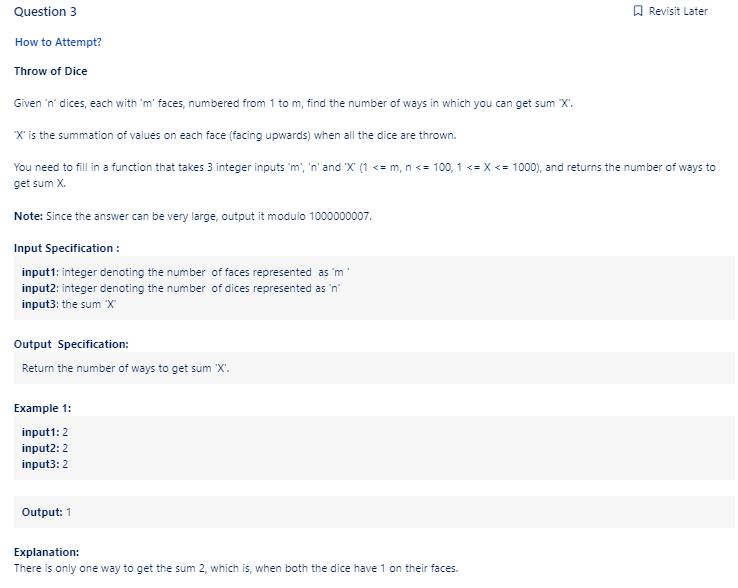 Question 3
Revisit Later
How to Attempt?
Throw of Dice
Given 'n' dices, each with 'm' faces, numbered from 1 to m, find the number of ways in which you can get sum 'X'.
'X' is the summation of values on each face (facing upwards) when all the dice are thrown.
You need to fill in a function that takes 3 integer inputs 'm', 'n' and 'X' (1 <= m, n <= 100, 1 <= X <= 1000), and returns the number of ways to
get sum X.
Note: Since the answer can be very large, output it modulo 1000000007.
Input Specification :
input1: integer denoting the number of faces represented as 'm '
input2: integer denoting the number of dices represented as 'n'
input3: the sum 'X'
Output Specification:
Return the number of ways to get sum 'X'.
Example 1:
input1: 2
input2: 2
input3: 2
Output: 1
Explanation:
There is only one way to get the sum 2, which is, when both the dice have 1 on their faces.